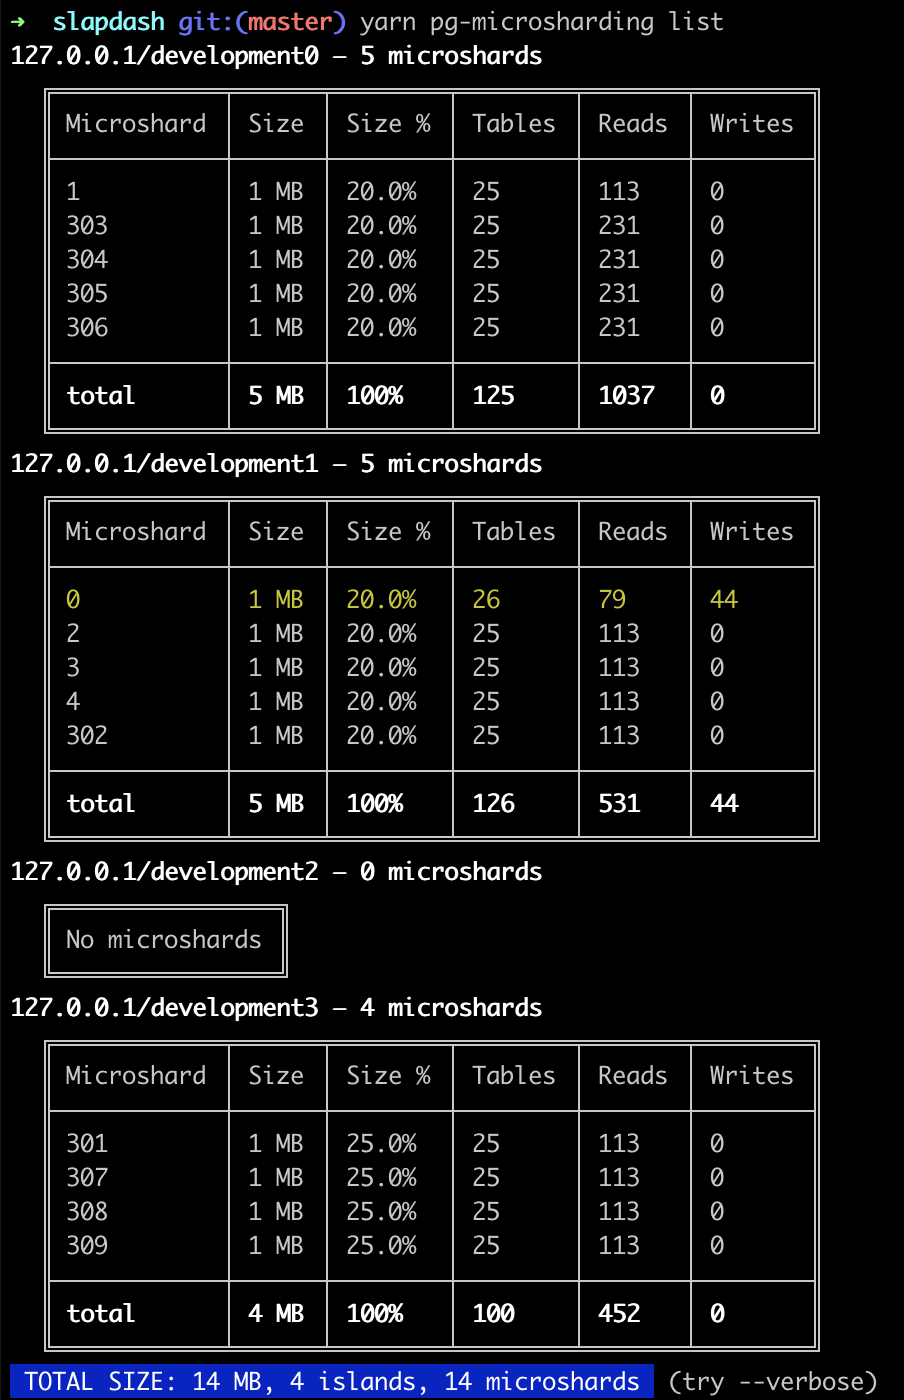 ➜  slapdash git:(master) yarn pg-microsharding list
127.0.0.1/development0 — 5 microshards
Microshard Size Size % Tables Reads Writes
1 1 MB 20.0% 25 113 0
303 1 MB 20.0% 25 231 0
304 1 MB 20.0% 25 231 0
305 1 MB 20.0% 25 231 0
306 1 MB 20.0% 25 231 0
total 5 MB 100% 125 1037 0
127.0.0.1/development1 — 5 microshards
Microshard Size Size % Tables Reads Writes
0 1 MB 20.0% 26 79 44
2 1 MB 20.0% 25 113 0
3 1 MB 20.0% 25 113 0
4 1 MB 20.0% 25 113 0
302 1 MB 20.0% 25 113 0
total 5 MB 100% 126 531 44
127.0.0.1/development2 — 0 microshards
No microshards
127.0.0.1/development3 — 4 microshards
Microshard Size Size % Tables Reads Writes
301 1 MB 25.0% 25 113 0
307 1 MB 25.0% 25 113 0
308 1 MB 25.0% 25 113 0
309 1 MB 25.0% 25 113 0
total 4 MB 100% 100 452 0
TOTAL SIZE: 14 MB, 4 islands, 14 microshards (try --verbose)